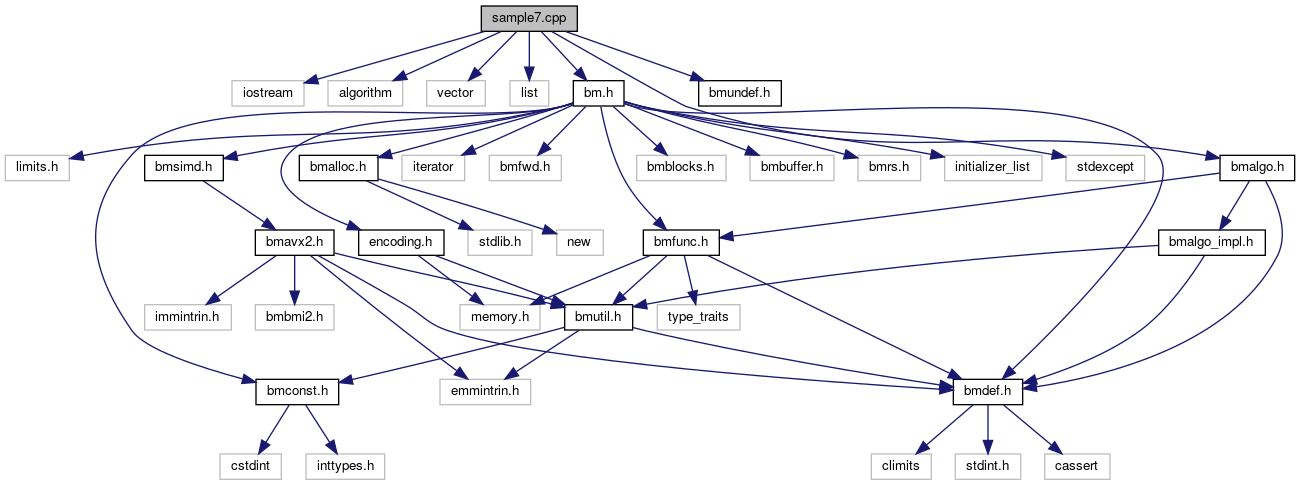 sample7.cpp
iostream
algorithm
vector
list
bm.h
bmundef.h
limits.h
bmsimd.h
bmalloc.h
iterator
bmfwd.h
bmblocks.h
bmbuffer.h
bmrs.h
initializer_list
stdexcept
bmalgo.h
bmavx2.h
encoding.h
stdlib.h
new
bmfunc.h
bmalgo_impl.h
immintrin.h
bmbmi2.h
memory.h
bmutil.h
type_traits
bmconst.h
emmintrin.h
bmdef.h
cstdint
inttypes.h
climits
stdint.h
cassert